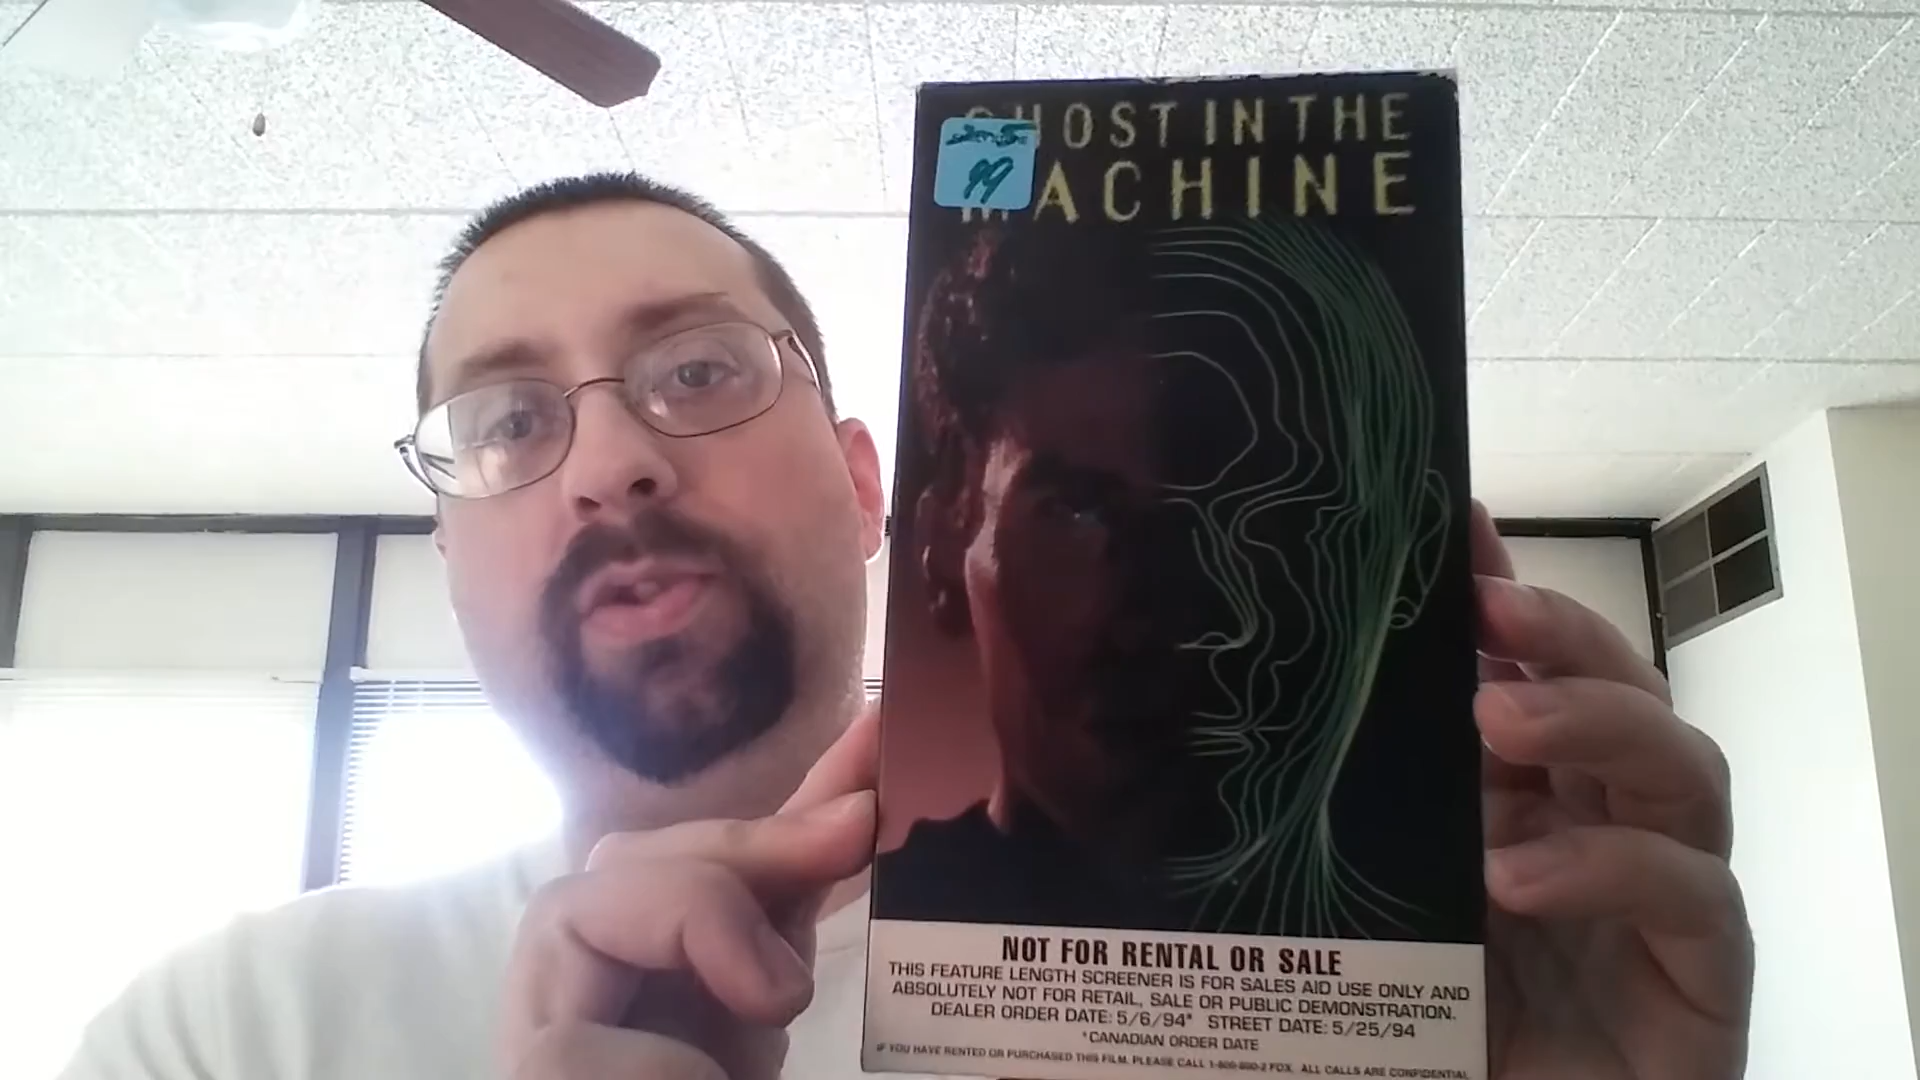 GHOST IN THE
MACHINE
99
NOT FOR RENTAL OR SALE
THIS FEATURE LENGTH SCREENER IS FOR SALES AID USE ONLY AND
ABSOLUTELY NOT FOR RETAIL, SALE OR PUBLIC DEMONSTRATION.
DEALER ORDER DATE: 5/6/94* STREET DATE: 5/25/94
*CANADIAN ORDER DATE
IF YOU HAVE RENTED OR PURCHASED THIS FILM, PLEASE CALL 1-800-800-2 FOX. ALL CALLS ARE CONFIDENTIAL